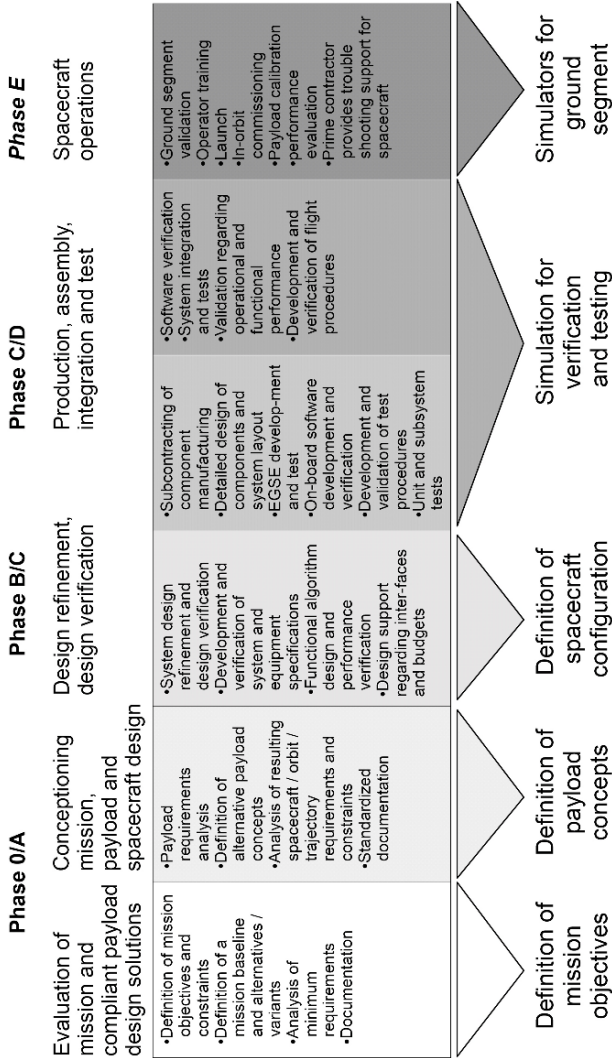 Phase 0/A
Evaluation of
mission and
compliant payload
design solutions
•Definition of mission
objectives and
constraints
•Definition of a
mission baseline
and alternatives /
variants
•Analysis of
minimum
requirements
•Documentation
Definition of
mission
objectives
Conceptioning
mission,
payload and
spacecraft design
•Payload
requirements
analysis
•Definition of
alternative payload
concepts
•Analysis of resulting
spacecraft / orbit /
trajectory
requirements and
constraints
•Standardized
documentation
Definition of
payload
concepts
Phase B/C
Design refinement,
design verification
•System design
refinement and
design verification
•Development and
verification of
system and
equipment
specifications
•Functional algorithm
design and
performance
verification
•Design support
regarding inter-faces
and budgets
Definition of
spacecraft
configuration
Phase C/D
Production, assembly,
integration and test
•Subcontracting of
component
manufacturing
•Detailed design of
components and
system layout
•EGSE develop-ment
and test
•On-board software
development and
verification
•Development and
validation of test
procedures
•Unit and subsystem
tests
•Software verification
•System integration
and tests
•Validation regarding
operational and
functional
performance
•Development and
verification of flight
procedures
Simulation for
verification
and testing
Phase E
Spacecraft
operations
•Ground segment
validation
•Operator training
•Launch
•In-orbit
commissioning
•Payload calibration
•performance
evaluation
•Prime contractor
provides trouble
shooting support for
spacecraft
Simulators for
ground
segment